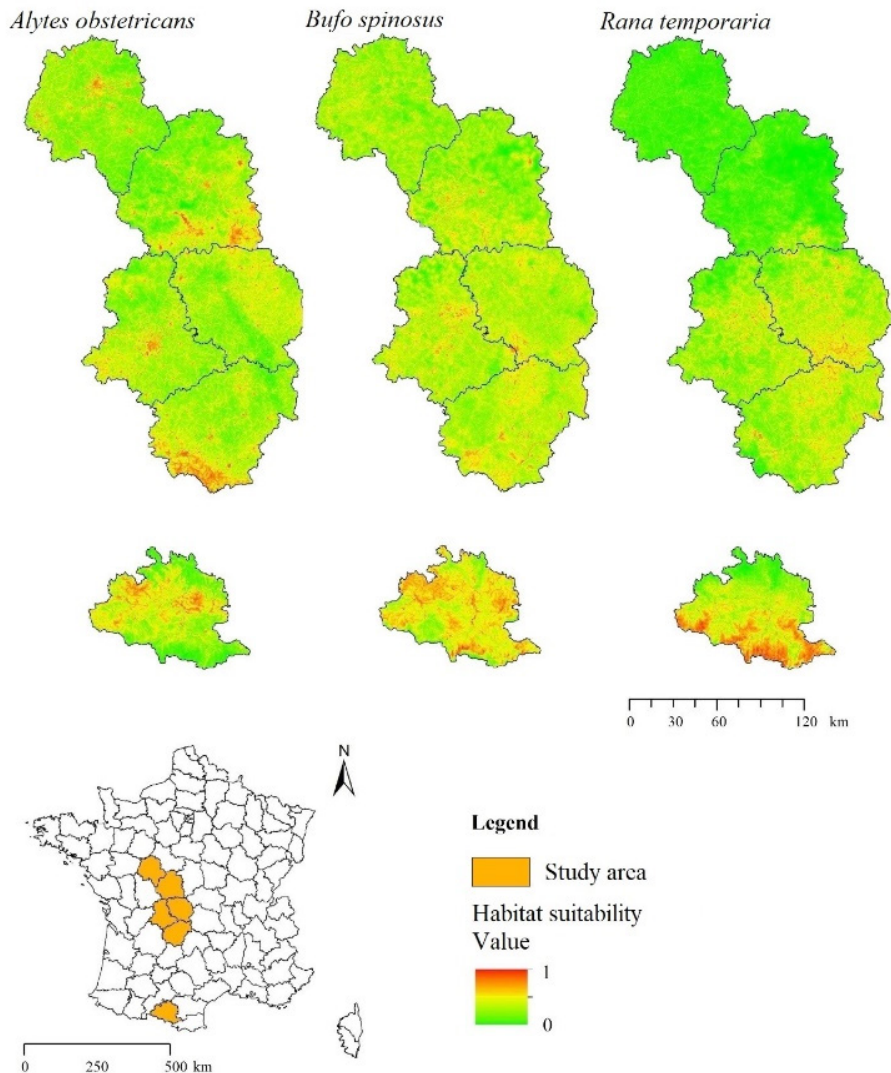 Alytes obstetricans
Bufo spinosus
Rana temporaria
0 30 60 120 km
N
Legend
Study area
Habitat suitability
Value
1
0
0 250 500 km